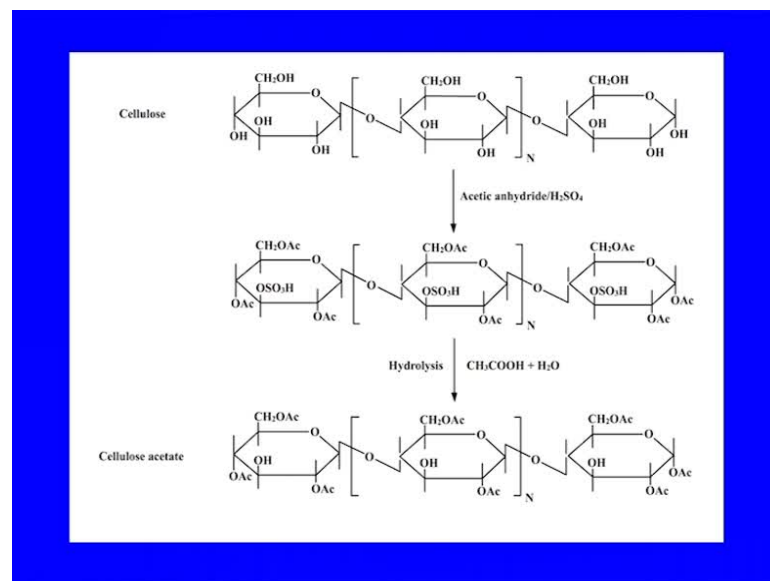 CH₂OH CH₂OH CH₂OH
Cellulose O O O
O O
OH OH OH
OH OH
OH OH OH
N
Acetic anhydride/H₂SO₄
CH₂OAc CH₂OAc CH₂OAc
O O O
O O
OSO₃H OSO₃H OSO₃H
OAc OAc
OAc OAc OAc
N
Hydrolysis CH₃COOH + H₂O
CH₂OAc CH₂OAc CH₂OAc
O O O
Cellulose acetate O O
OH OH OH
OAc OAc
OAc OAc OAc
N